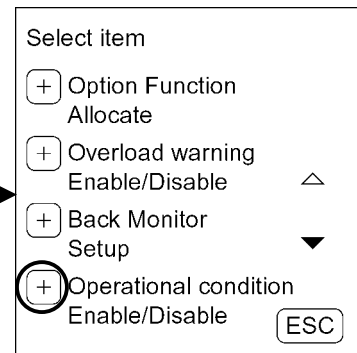 Select item
+ Option Function
Allocate
+ Overload warning
Enable/Disable
+ Back Monitor
Setup
+ Operational condition
Enable/Disable
ESC